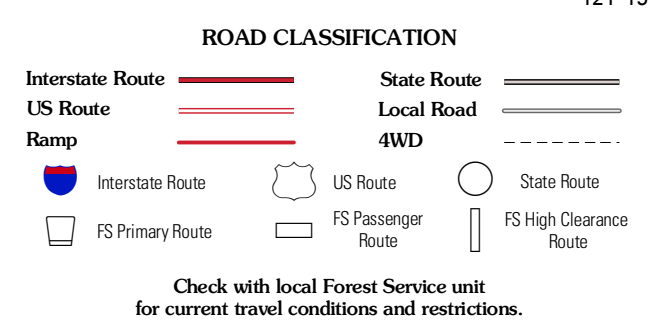 ROAD CLASSIFICATION
Interstate Route
State Route
US Route
Local Road
Ramp
4WD
Interstate Route
US Route
State Route
FS Primary Route
FS Passenger
Route
FS High Clearance
Route
Check with local Forest Service unit
for current travel conditions and restrictions.